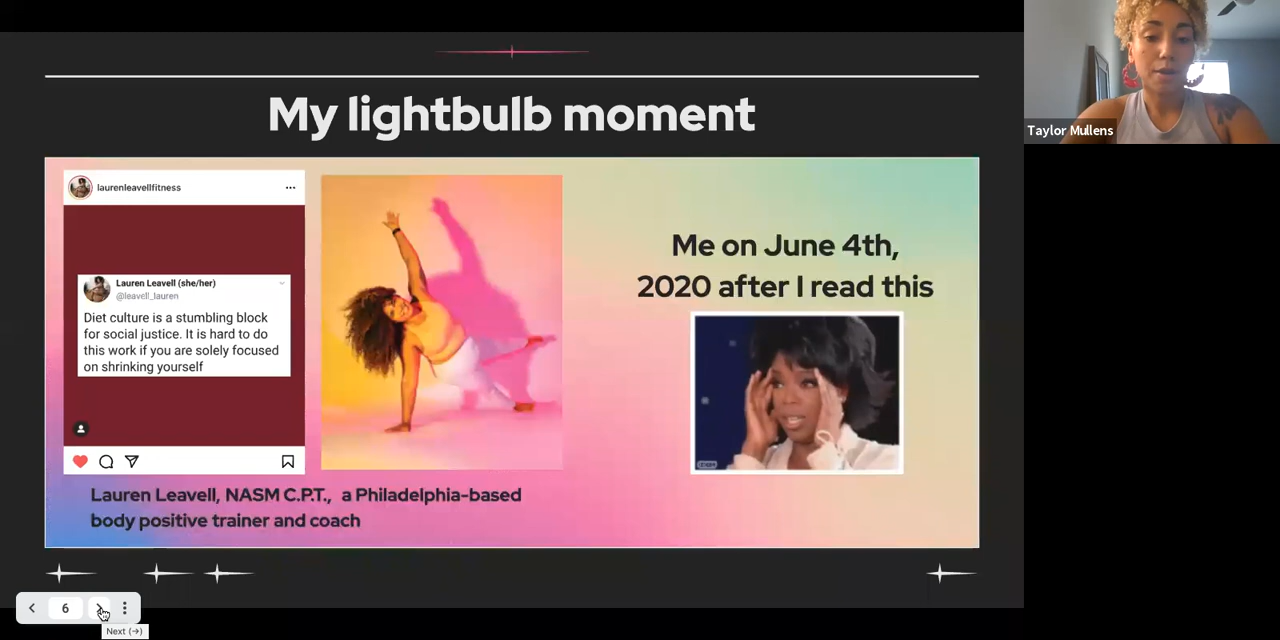 My lightbulb moment
laurenleavellfitness
Lauren Leavell (she/her)
@leavell_lauren
Diet culture is a stumbling block
for social justice. It is hard to do
this work if you are solely focused
on shrinking yourself
Lauren Leavell, NASM C.P.T., a Philadelphia-based
body positive trainer and coach
Me on June 4th,
2020 after I read this
Taylor Mullens
6
Next (→)